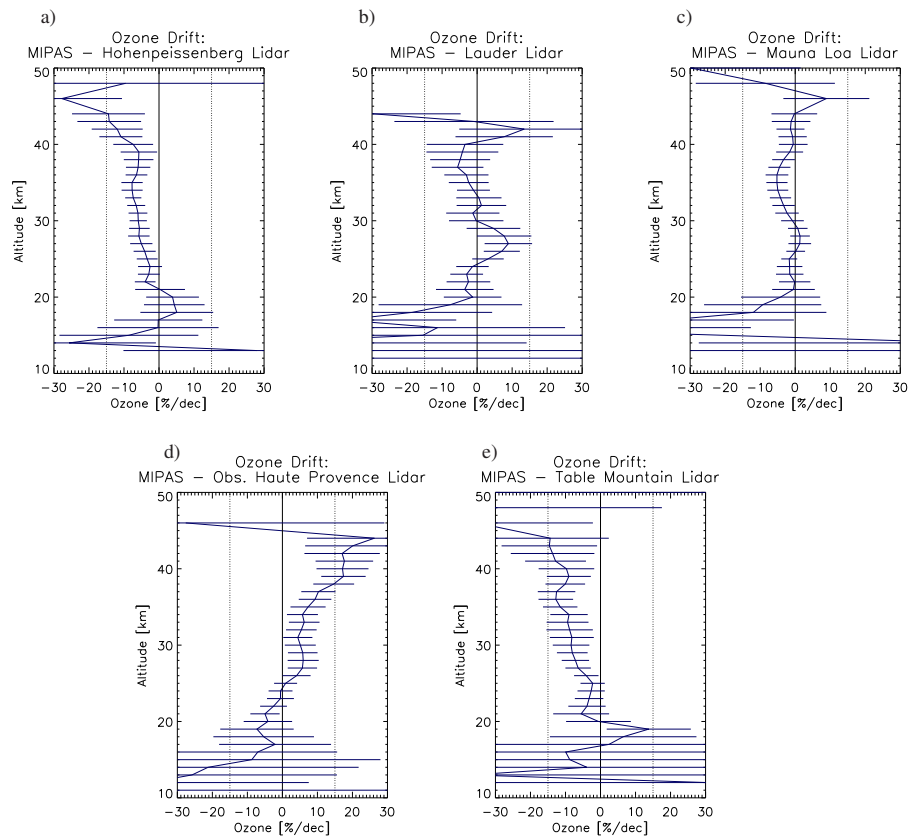 a)
Ozone Drift:
MIPAS – Hohenpeissenberg Lidar
50
40
30
20
10
Altitude [km]
−30 −20 −10 0 10 20 30
Ozone [%/dec]
b)
Ozone Drift:
MIPAS – Lauder Lidar
50
40
30
20
10
Altitude [km]
−30 −20 −10 0 10 20 30
Ozone [%/dec]
c)
Ozone Drift:
MIPAS – Mauna Loa Lidar
50
40
30
20
10
Altitude [km]
−30 −20 −10 0 10 20 30
Ozone [%/dec]
d)
Ozone Drift:
MIPAS – Obs. Haute Provence Lidar
50
40
30
20
10
Altitude [km]
−30 −20 −10 0 10 20 30
Ozone [%/dec]
e)
Ozone Drift:
MIPAS – Table Mountain Lidar
50
40
30
20
10
Altitude [km]
−30 −20 −10 0 10 20 30
Ozone [%/dec]